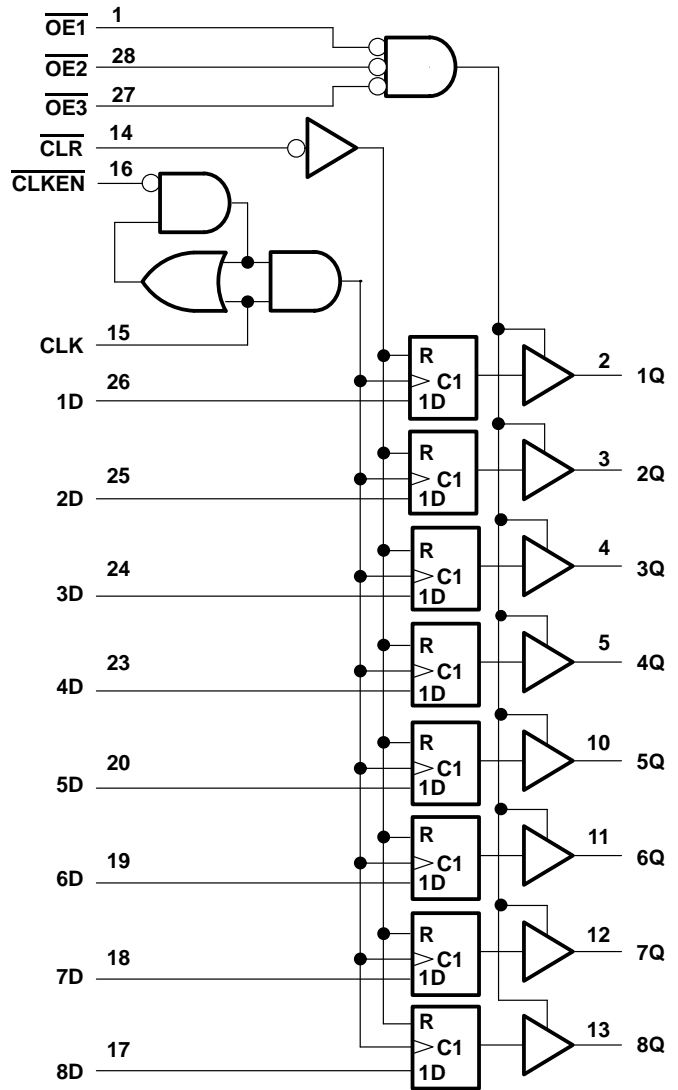 OE1 1
OE2 28
OE3 27
CLR 14
CLKEN 16
CLK 15
1D 26
R
C1
1D
2 1Q
2D 25
R
C1
1D
3 2Q
3D 24
R
C1
1D
4 3Q
4D 23
R
C1
1D
5 4Q
5D 20
R
C1
1D
10 5Q
6D 19
R
C1
1D
11 6Q
7D 18
R
C1
1D
12 7Q
8D 17
R
C1
1D
13 8Q